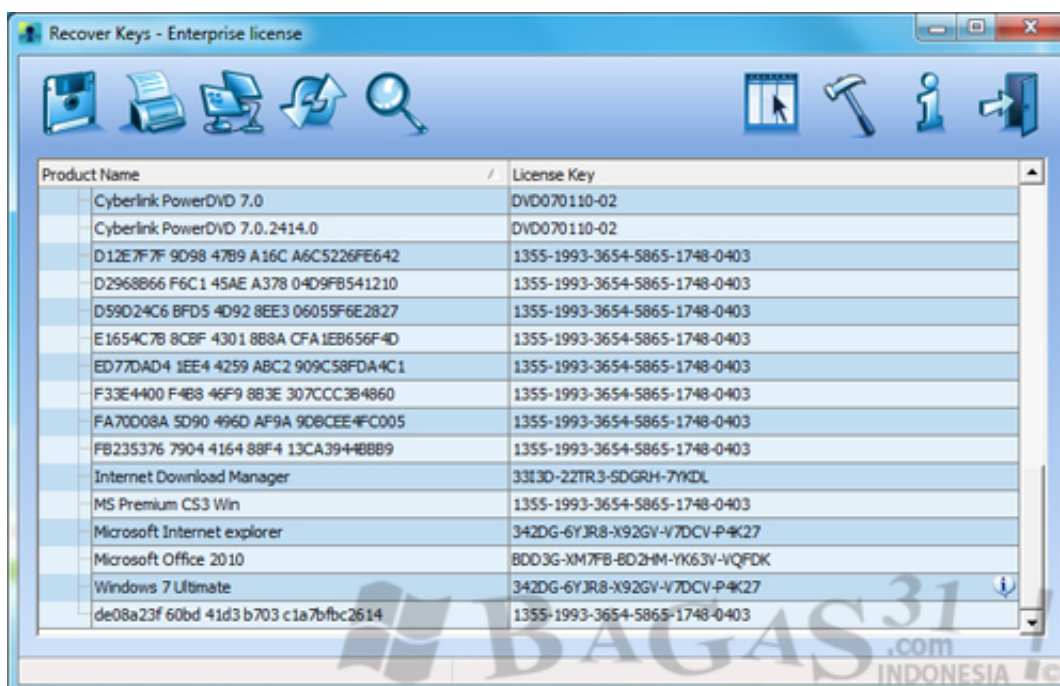 Recover Keys - Enterprise license
Product Name License Key
Cyberlink PowerDVD 7.0 DVD070110-02
Cyberlink PowerDVD 7.0.2414.0 DVD070110-02
D12E7F7F 9D98 47B9 A16C A6C5226FE642 1355-1993-3654-5865-1748-0403
D2968B66 F6C1 45AE A378 04D9FB541210 1355-1993-3654-5865-1748-0403
D59D24C6 BFD5 4D92 8EE3 06055F6E2827 1355-1993-3654-5865-1748-0403
E1654C7B 8CBF 4301 8B8A CFA1EB656F4D 1355-1993-3654-5865-1748-0403
ED77DAD4 1EE4 4259 ABC2 909C58FDA4C1 1355-1993-3654-5865-1748-0403
F33E4400 F4B8 46F9 8B3E 307CCC3B4860 1355-1993-3654-5865-1748-0403
FA70D08A 5D90 496D AF9A 9DBCEE4FC005 1355-1993-3654-5865-1748-0403
FB235376 7904 4164 88F4 13CA3944BBB9 1355-1993-3654-5865-1748-0403
Internet Download Manager 33I3D-22TR3-SDGRH-7YKDL
MS Premium CS3 Win 1355-1993-3654-5865-1748-0403
Microsoft Internet explorer 342DG-6YJR8-X92GV-V7DCV-P4K27
Microsoft Office 2010 BDD3G-XM7FB-BD2HM-YK63V-VQFDK
Windows 7 Ultimate 342DG-6YJR8-X92GV-V7DCV-P4K27
de08a23f 60bd 41d3 b703 c1a7bfbc2614 1355-1993-3654-5865-1748-0403
BAGAS31
.com
INDONESIA